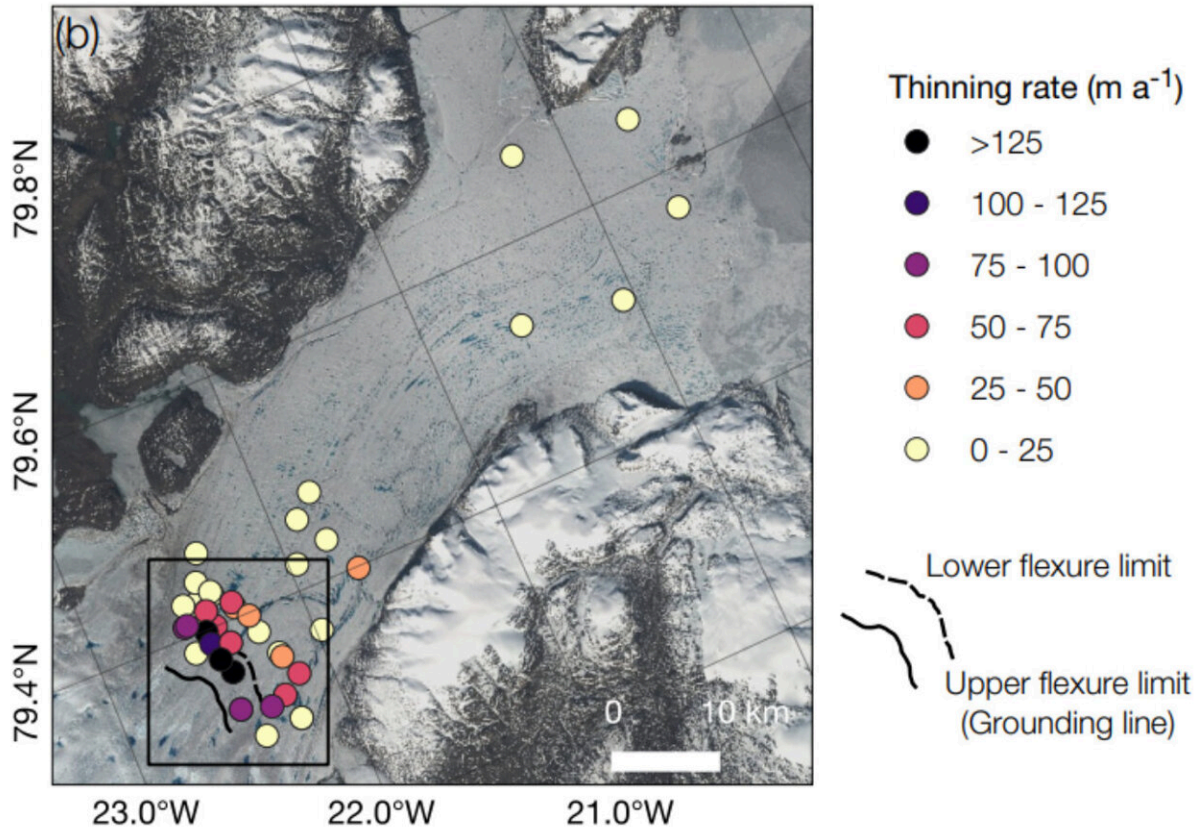 (b)
79.8°N
79.6°N
79.4°N
23.0°W
22.0°W
21.0°W
0 10 km
Thinning rate (m a⁻¹)
>125
100 - 125
75 - 100
50 - 75
25 - 50
0 - 25
Lower flexure limit
Upper flexure limit
(Grounding line)